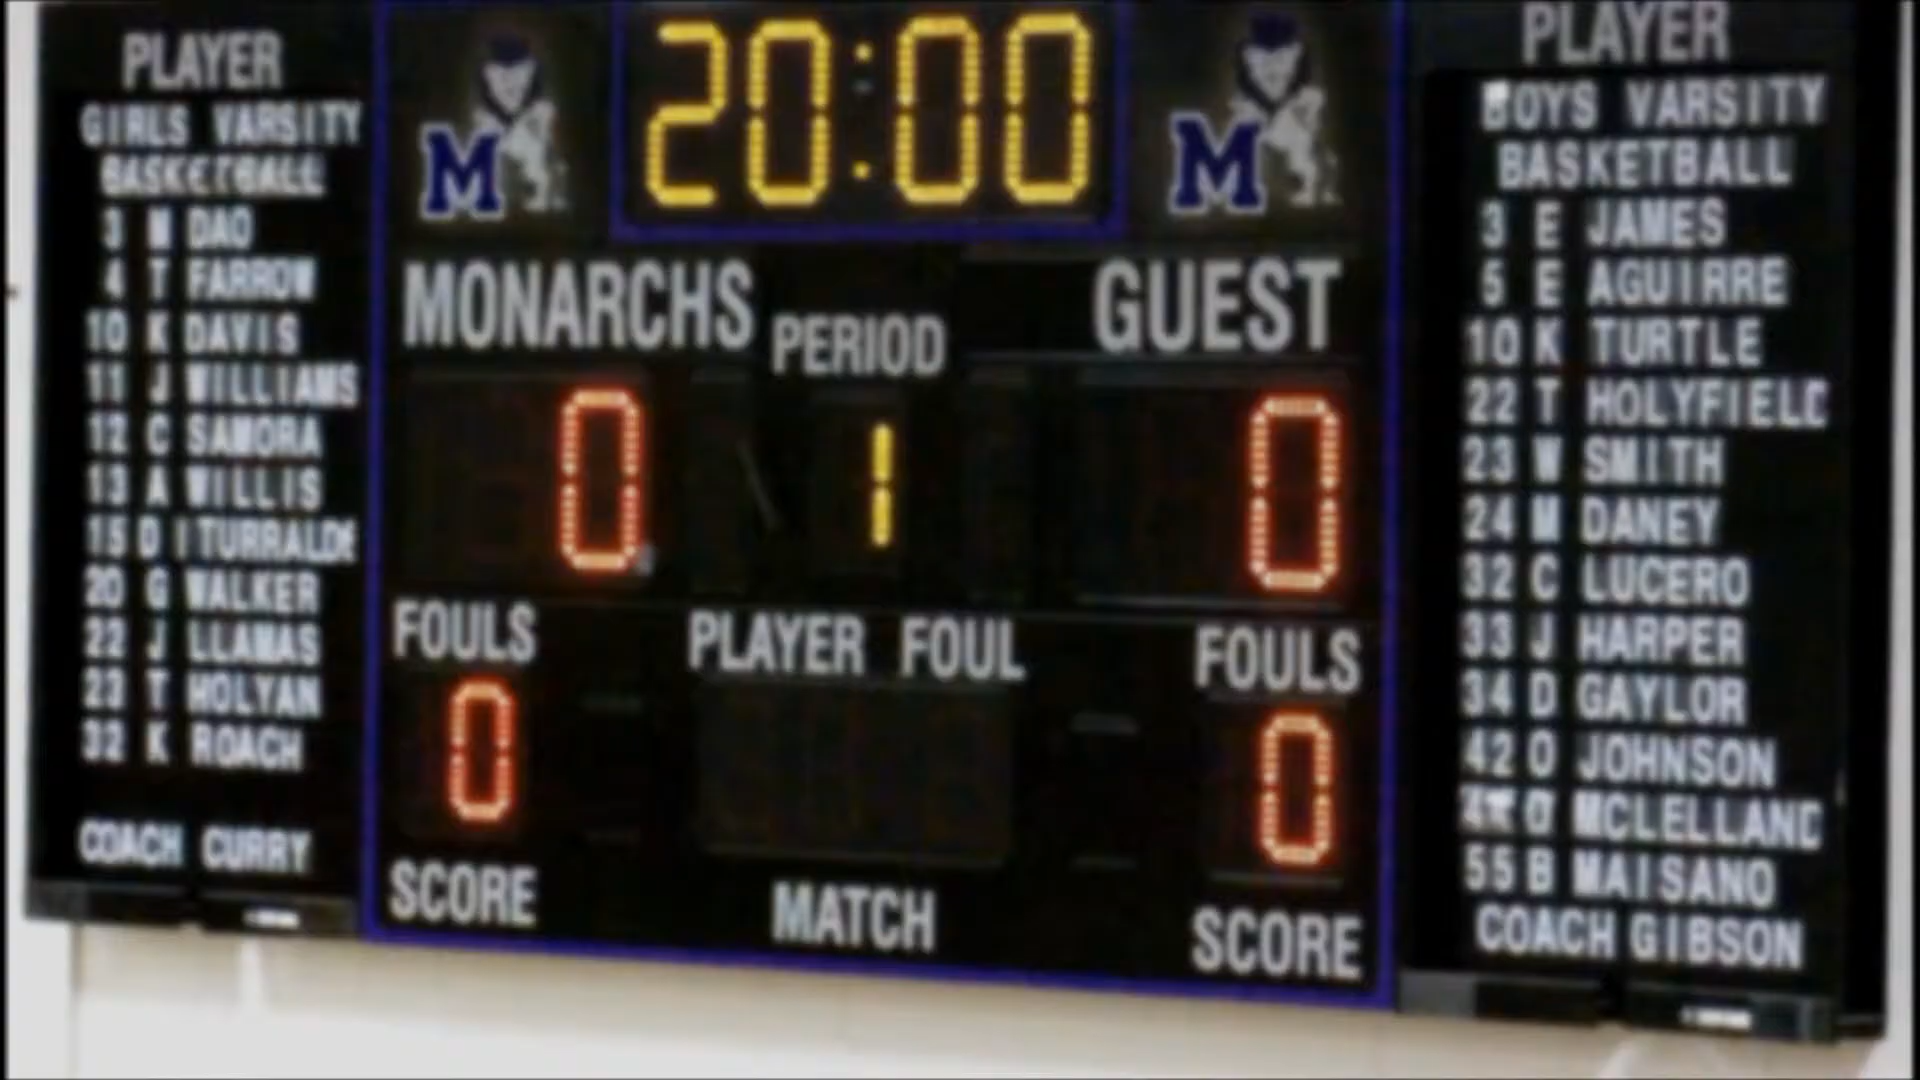 PLAYER
GIRLS VARSITY
BASKETBALL
3 M DAO
4 T FARROW
10 K DAVIS
11 J WILLIAMS
12 C SAMORA
13 A WILLIS
15 D ITURRALDE
20 G WALKER
22 J LLAMAS
23 T HOLYAN
32 K ROACH
COACH CURRY
M
20:00
M
MONARCHS
PERIOD
GUEST
0
1
0
FOULS
PLAYER FOUL
FOULS
0
0
SCORE
MATCH
SCORE
PLAYER
BOYS VARSITY
BASKETBALL
3 E JAMES
5 E AGUIRRE
10 K TURTLE
22 T HOLYFIELD
23 W SMITH
24 M DANEY
32 C LUCERO
33 J HARPER
34 D GAYLOR
42 O JOHNSON
MCLELLAND
55 B MAISANO
COACH GIBSON